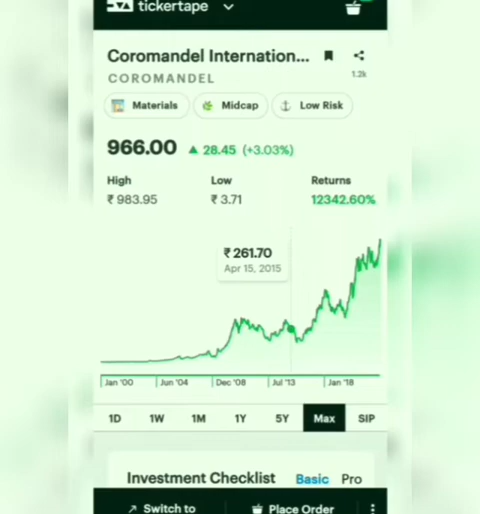 tickertape
Coromandel Internation...
1.2k
COROMANDEL
Materials Midcap Low Risk
966.00 ▲ 28.45 (+3.03%)
High Low Returns
₹ 983.95 ₹ 3.71 12342.60%
₹ 261.70
Apr 15, 2015
Jan '00 Jun '04 Dec '08 Jul '13 Jan '18
1D 1W 1M 1Y 5Y Max SIP
Investment Checklist Basic Pro
Switch to Place Order